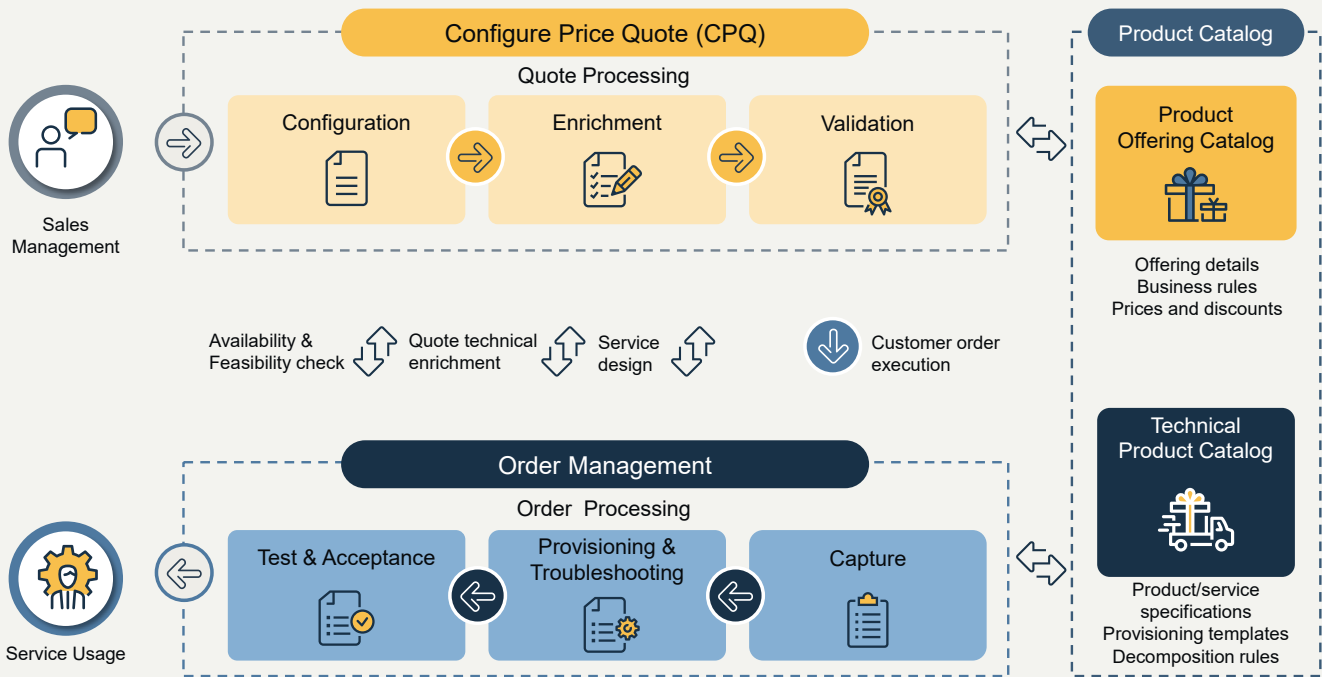 Configure Price Quote (CPQ)
Product Catalog
Quote Processing
Configuration
Enrichment
Validation
Product
Offering Catalog
Sales
Management
Offering details
Business rules
Prices and discounts
Availability &
Feasibility check
Quote technical
enrichment
Service
design
Customer order
execution
Technical
Product Catalog
Order Management
Order Processing
Test & Acceptance
Provisioning &
Troubleshooting
Capture
Service Usage
Product/service
specifications
Provisioning templates
Decomposition rules